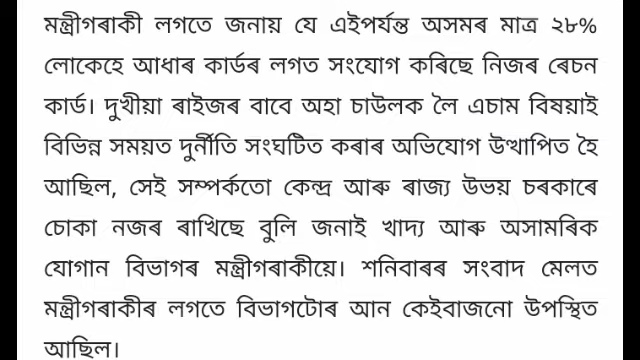 মন্ত্ৰীগৰাকী লগতে জনায় যে এইপৰ্যন্ত অসমৰ মাত্ৰ ২৮%
লোকেহে আধাৰ কাৰ্ডৰ লগত সংযোগ কৰিছে নিজৰ ৰেচন
কাৰ্ড। দুখীয়া ৰাইজৰ বাবে অহা চাউলক লৈ এচাম বিষয়াই
বিভিন্ন সময়ত দুৰ্নীতি সংঘটিত কৰাৰ অভিযোগ উত্থাপিত হৈ
আছিল, সেই সম্পৰ্কতো কেন্দ্ৰ আৰু ৰাজ্য উভয় চৰকাৰে
চোকা নজৰ ৰাখিছে বুলি জনাই খাদ্য আৰু অসামৰিক
যোগান বিভাগৰ মন্ত্ৰীগৰাকীয়ে। শনিবাৰৰ সংবাদ মেলত
মন্ত্ৰীগৰাকীৰ লগতে বিভাগটোৰ আন কেইবাজনো উপস্থিত
আছিল।